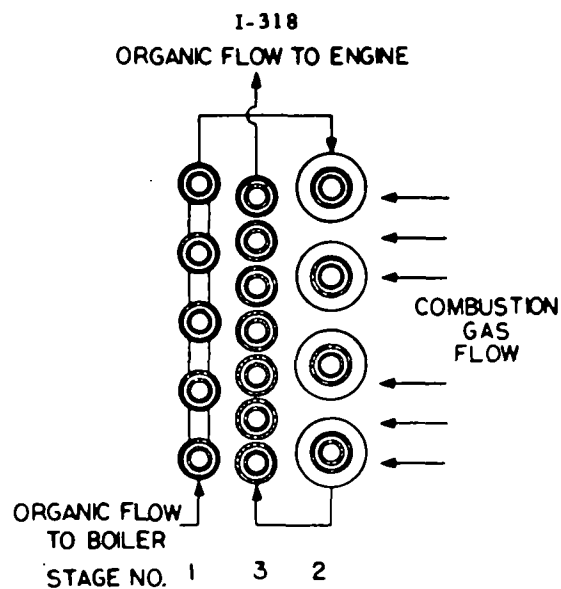 I-318
ORGANIC FLOW TO ENGINE
COMBUSTION
GAS
FLOW
ORGANIC FLOW
TO BOILER
STAGE NO. 1 3 2